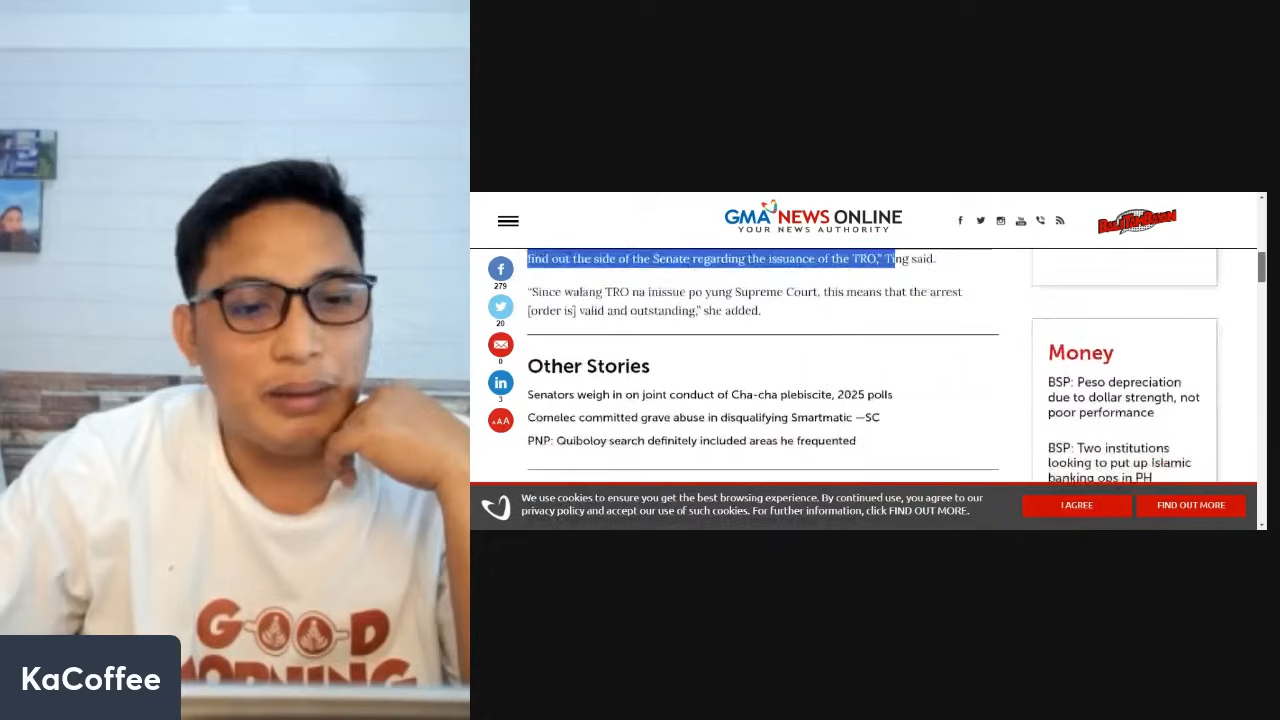 GOOD
MORNING
KaCoffee
GMA NEWS ONLINE
YOUR NEWS AUTHORITY
BALITAMBAYAN
find out the side of the Senate regarding the issuance of the TRO,” Ting said.
“Since walang TRO na inissue po yung Supreme Court, this means that the arrest
[order is] valid and outstanding,” she added.
279
20
0
3
AAA
Other Stories
Senators weigh in on joint conduct of Cha-cha plebiscite, 2025 polls
Comelec committed grave abuse in disqualifying Smartmatic —SC
PNP: Quiboloy search definitely included areas he frequented
Money
BSP: Peso depreciation
due to dollar strength, not
poor performance
BSP: Two institutions
looking to put up Islamic
banking ops in PH
We use cookies to ensure you get the best browsing experience. By continued use, you agree to our
privacy policy and accept our use of such cookies. For further information, click FIND OUT MORE.
I AGREE
FIND OUT MORE